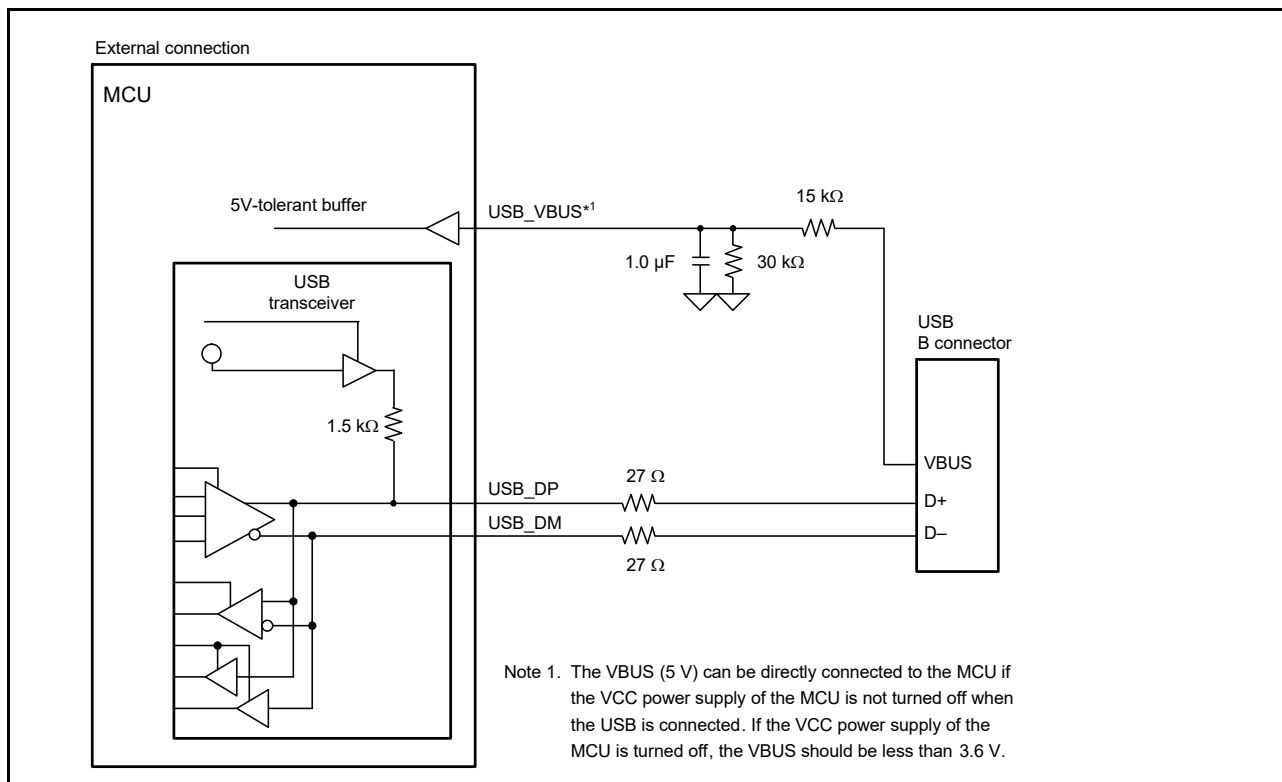 External connection
MCU
5V-tolerant buffer
USB_VBUS*1
15 kΩ
1.0 µF
30 kΩ
USB
transceiver
USB
B connector
1.5 kΩ
VBUS
27 Ω
USB_DP
D+
USB_DM
D–
27 Ω
Note 1. The VBUS (5 V) can be directly connected to the MCU if
the VCC power supply of the MCU is not turned off when
the USB is connected. If the VCC power supply of the
MCU is turned off, the VBUS should be less than 3.6 V.